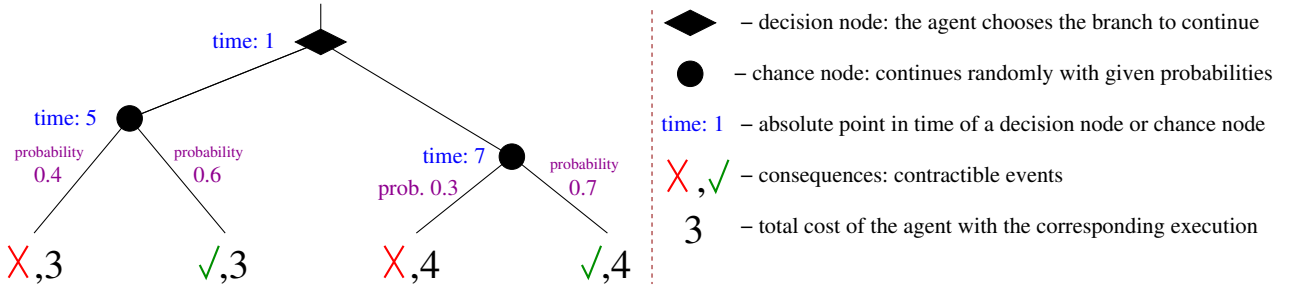 time: 1
time: 5
probability
0.4
probability
0.6
time: 7
prob. 0.3
probability
0.7
X,3
✓,3
X,4
✓,4
– decision node: the agent chooses the branch to continue
– chance node: continues randomly with given probabilities
time: 1 – absolute point in time of a decision node or chance node
X,✓ – consequences: contractible events
3 – total cost of the agent with the corresponding execution